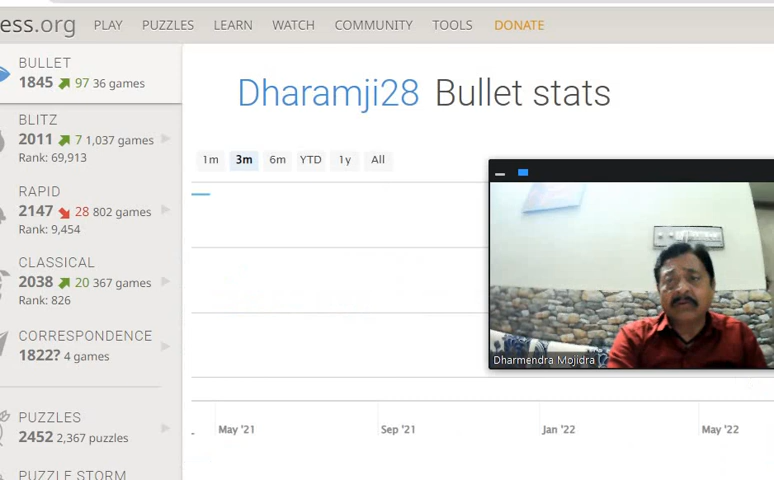 ess.org PLAY PUZZLES LEARN WATCH COMMUNITY TOOLS DONATE
BULLET
1845 97 36 games
BLITZ
2011 7 1,037 games
Rank: 69,913
RAPID
2147 28 802 games
Rank: 9,454
CLASSICAL
2038 20 367 games
Rank: 826
CORRESPONDENCE
1822? 4 games
PUZZLES
2452 2,367 puzzles
PUZZLE STORM
Dharamji28 Bullet stats
1m 3m 6m YTD 1y All
Dharmendra Mojidra
May '21 Sep '21 Jan '22 May '22